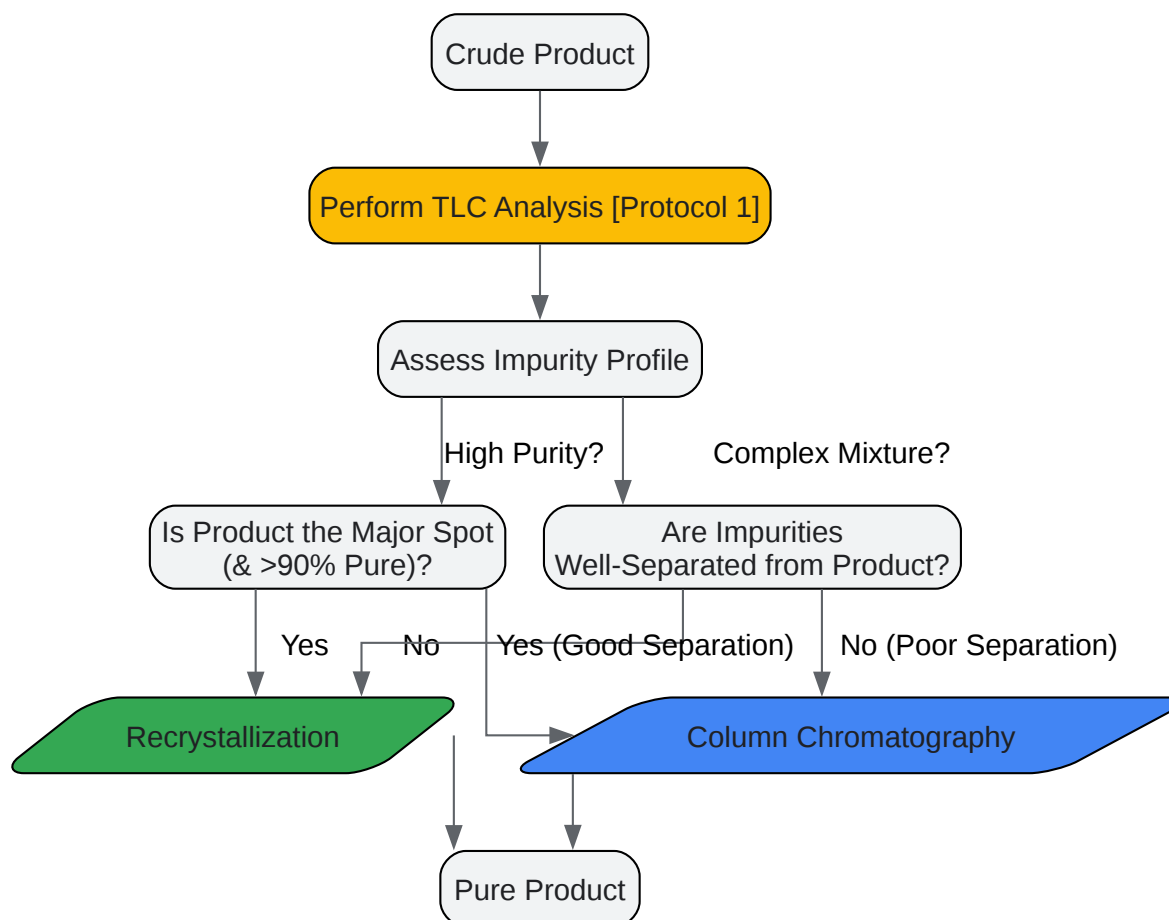 Crude Product
Perform TLC Analysis [Protocol 1]
Assess Impurity Profile
High Purity?
Complex Mixture?
Is Product the Major Spot
(& >90% Pure)?
Are Impurities
Well-Separated from Product?
Yes
No
Yes (Good Separation)
No (Poor Separation)
Recrystallization
Column Chromatography
Pure Product